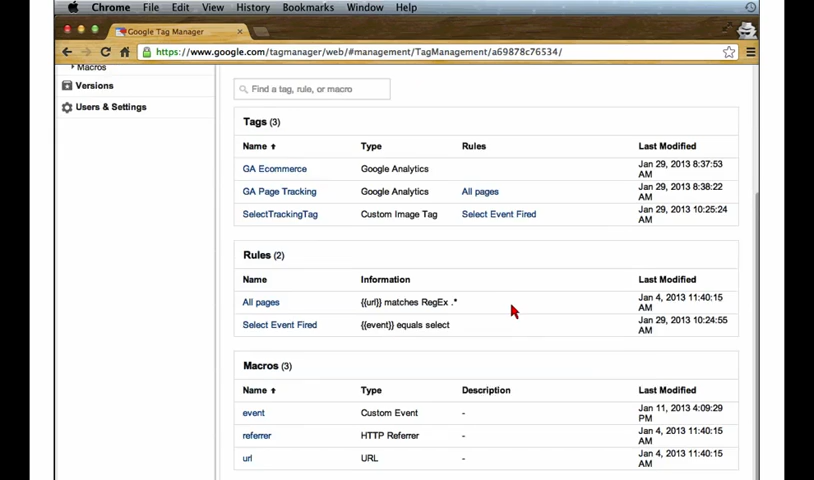 Chrome File Edit View History Bookmarks Window Help
Google Tag Manager
https://www.google.com/tagmanager/web/#management/TagManagement/a69878c76534/
Macros
Versions
Users & Settings
Find a tag, rule, or macro
Tags (3)
Name Type Rules Last Modified
GA Ecommerce Google Analytics Jan 29, 2013 8:37:53 AM
GA Page Tracking Google Analytics All pages Jan 29, 2013 8:38:22 AM
SelectTrackingTag Custom Image Tag Select Event Fired Jan 29, 2013 10:25:24 AM
Rules (2)
Name Information Last Modified
All pages {{url}} matches RegEx .* Jan 4, 2013 11:40:15 AM
Select Event Fired {{event}} equals select Jan 29, 2013 10:24:55 AM
Macros (3)
Name Type Description Last Modified
event Custom Event - Jan 11, 2013 4:09:29 PM
referrer HTTP Referrer - Jan 4, 2013 11:40:15 AM
url URL - Jan 4, 2013 11:40:15 AM